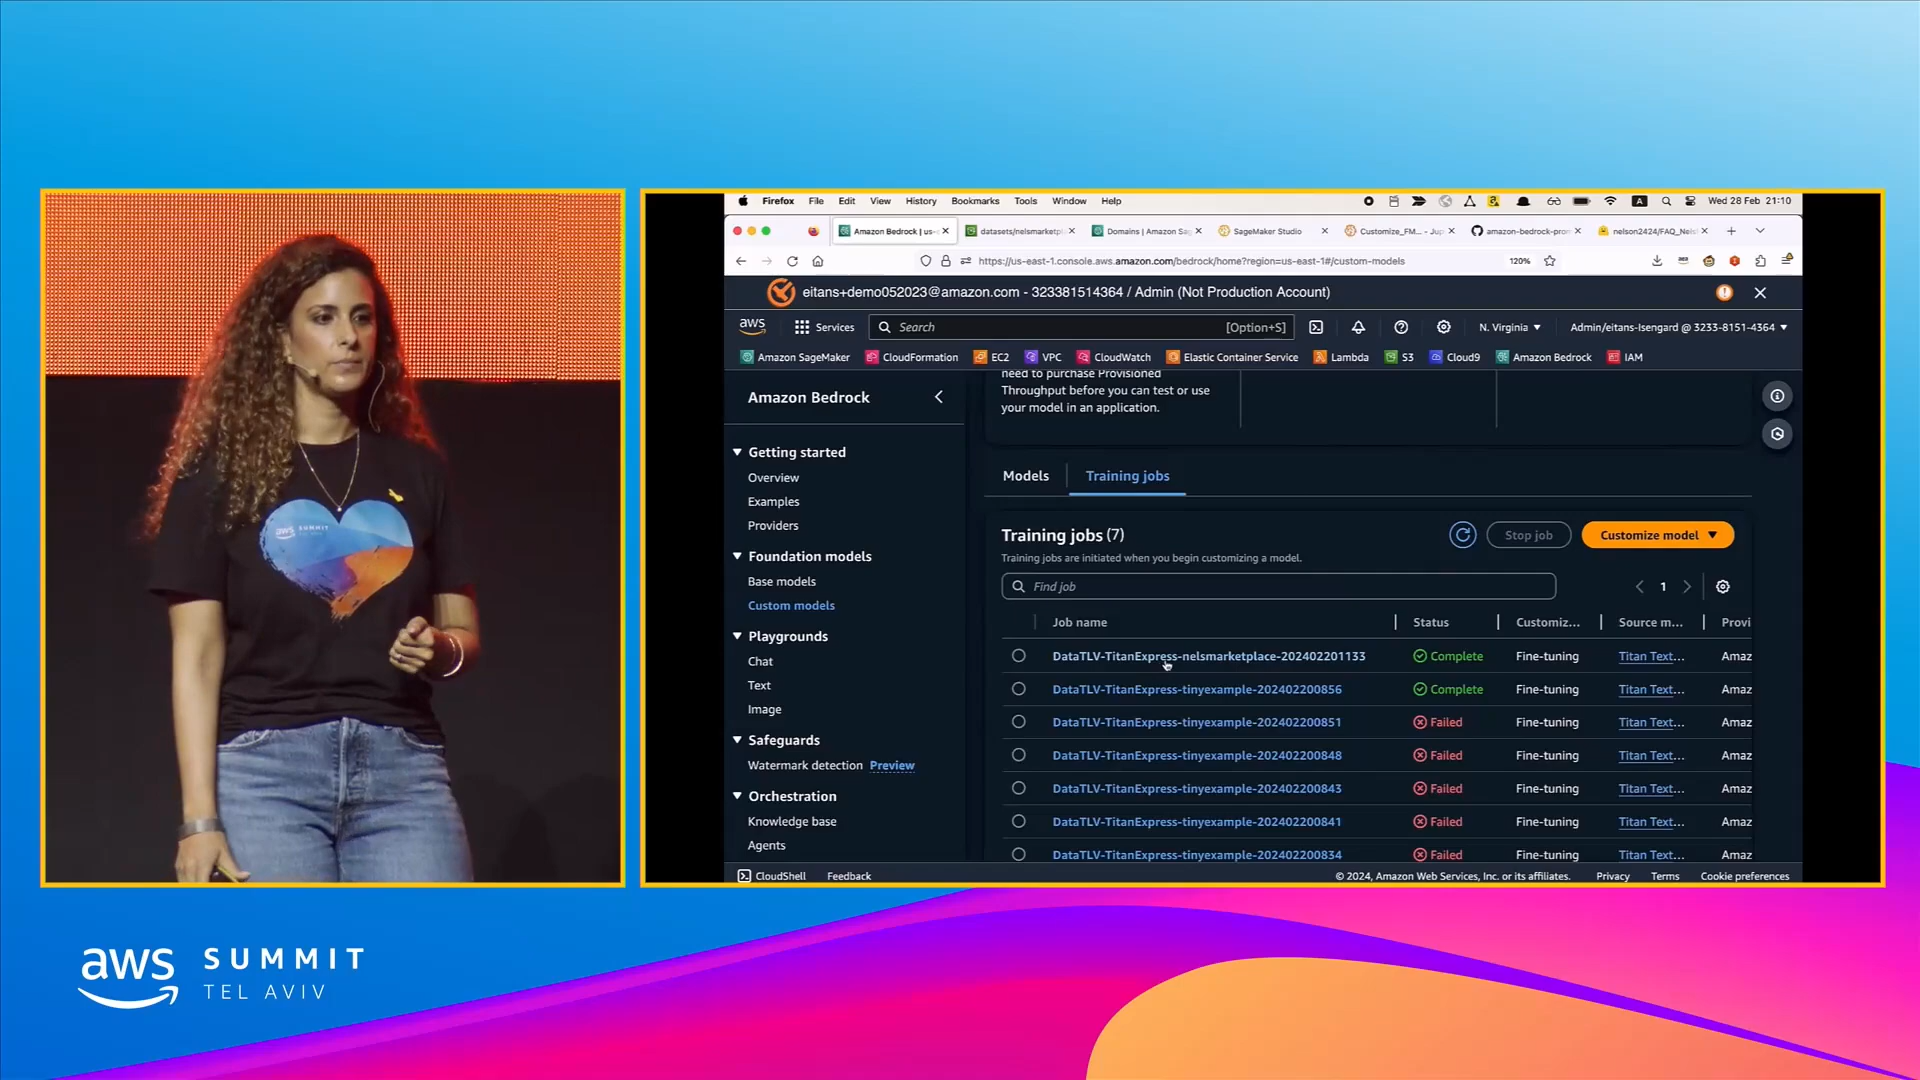 Firefox File Edit View History Bookmarks Tools Window Help
Wed 28 Feb 21:10
Amazon Bedrock | us-
datasets/nelsmarketpl
Domains | Amazon Sag
SageMaker Studio
Customize_FM... - Jup
amazon-bedrock-pro
nelson2424/FAQ_Nels
https://us-east-1.console.aws.amazon.com/bedrock/home?region=us-east-1#/custom-models
120%
eitans+demo052023@amazon.com - 323381514364 / Admin (Not Production Account)
aws
Services
Search
[Option+S]
N. Virginia
Admin/eitans-Isengard @ 3233-8151-4364
Amazon SageMaker CloudFormation EC2 VPC CloudWatch Elastic Container Service Lambda S3 Cloud9 Amazon Bedrock IAM
Amazon Bedrock
Getting started
Overview
Examples
Providers
Foundation models
Base models
Custom models
Playgrounds
Chat
Text
Image
Safeguards
Watermark detection Preview
Orchestration
Knowledge base
Agents
need to purchase Provisioned
Throughput before you can test or use
your model in an application.
Models
Training jobs
Training jobs (7)
Stop job
Customize model
Training jobs are initiated when you begin customizing a model.
Find job
1
Job name Status Customiz... Source m... Provi
DataTLV-TitanExpress-nelsmarketplace-202402201133 Complete Fine-tuning Titan Text... Amaz
DataTLV-TitanExpress-tinyexample-202402200856 Complete Fine-tuning Titan Text... Amaz
DataTLV-TitanExpress-tinyexample-202402200851 Failed Fine-tuning Titan Text... Amaz
DataTLV-TitanExpress-tinyexample-202402200848 Failed Fine-tuning Titan Text... Amaz
DataTLV-TitanExpress-tinyexample-202402200843 Failed Fine-tuning Titan Text... Amaz
DataTLV-TitanExpress-tinyexample-202402200841 Failed Fine-tuning Titan Text... Amaz
DataTLV-TitanExpress-tinyexample-202402200834 Failed Fine-tuning Titan Text... Amaz
CloudShell Feedback
© 2024, Amazon Web Services, Inc. or its affiliates. Privacy Terms Cookie preferences
aws SUMMIT
aws SUMMIT
TEL AVIV